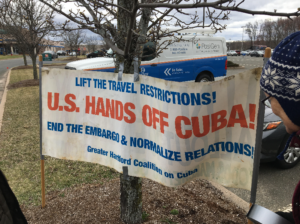 LIFT THE TRAVEL RESTRICTIONS!
U.S. HANDS OFF CUBA!
END THE EMBARGO & NORMALIZE RELATIONS!
Greater Hartford Coalition on Cuba